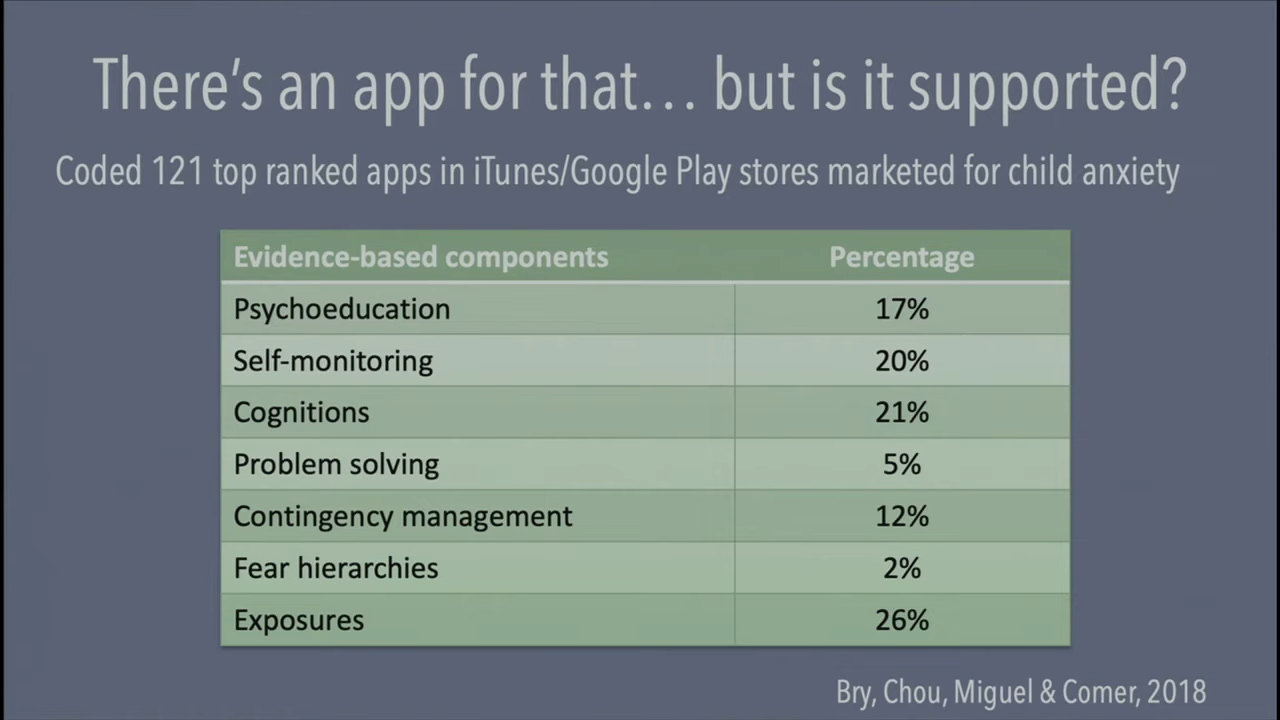 There's an app for that... but is it supported?
Coded 121 top ranked apps in iTunes/Google Play stores marketed for child anxiety
Evidence-based components Percentage
Psychoeducation 17%
Self-monitoring 20%
Cognitions 21%
Problem solving 5%
Contingency management 12%
Fear hierarchies 2%
Exposures 26%
Bry, Chou, Miguel & Comer, 2018